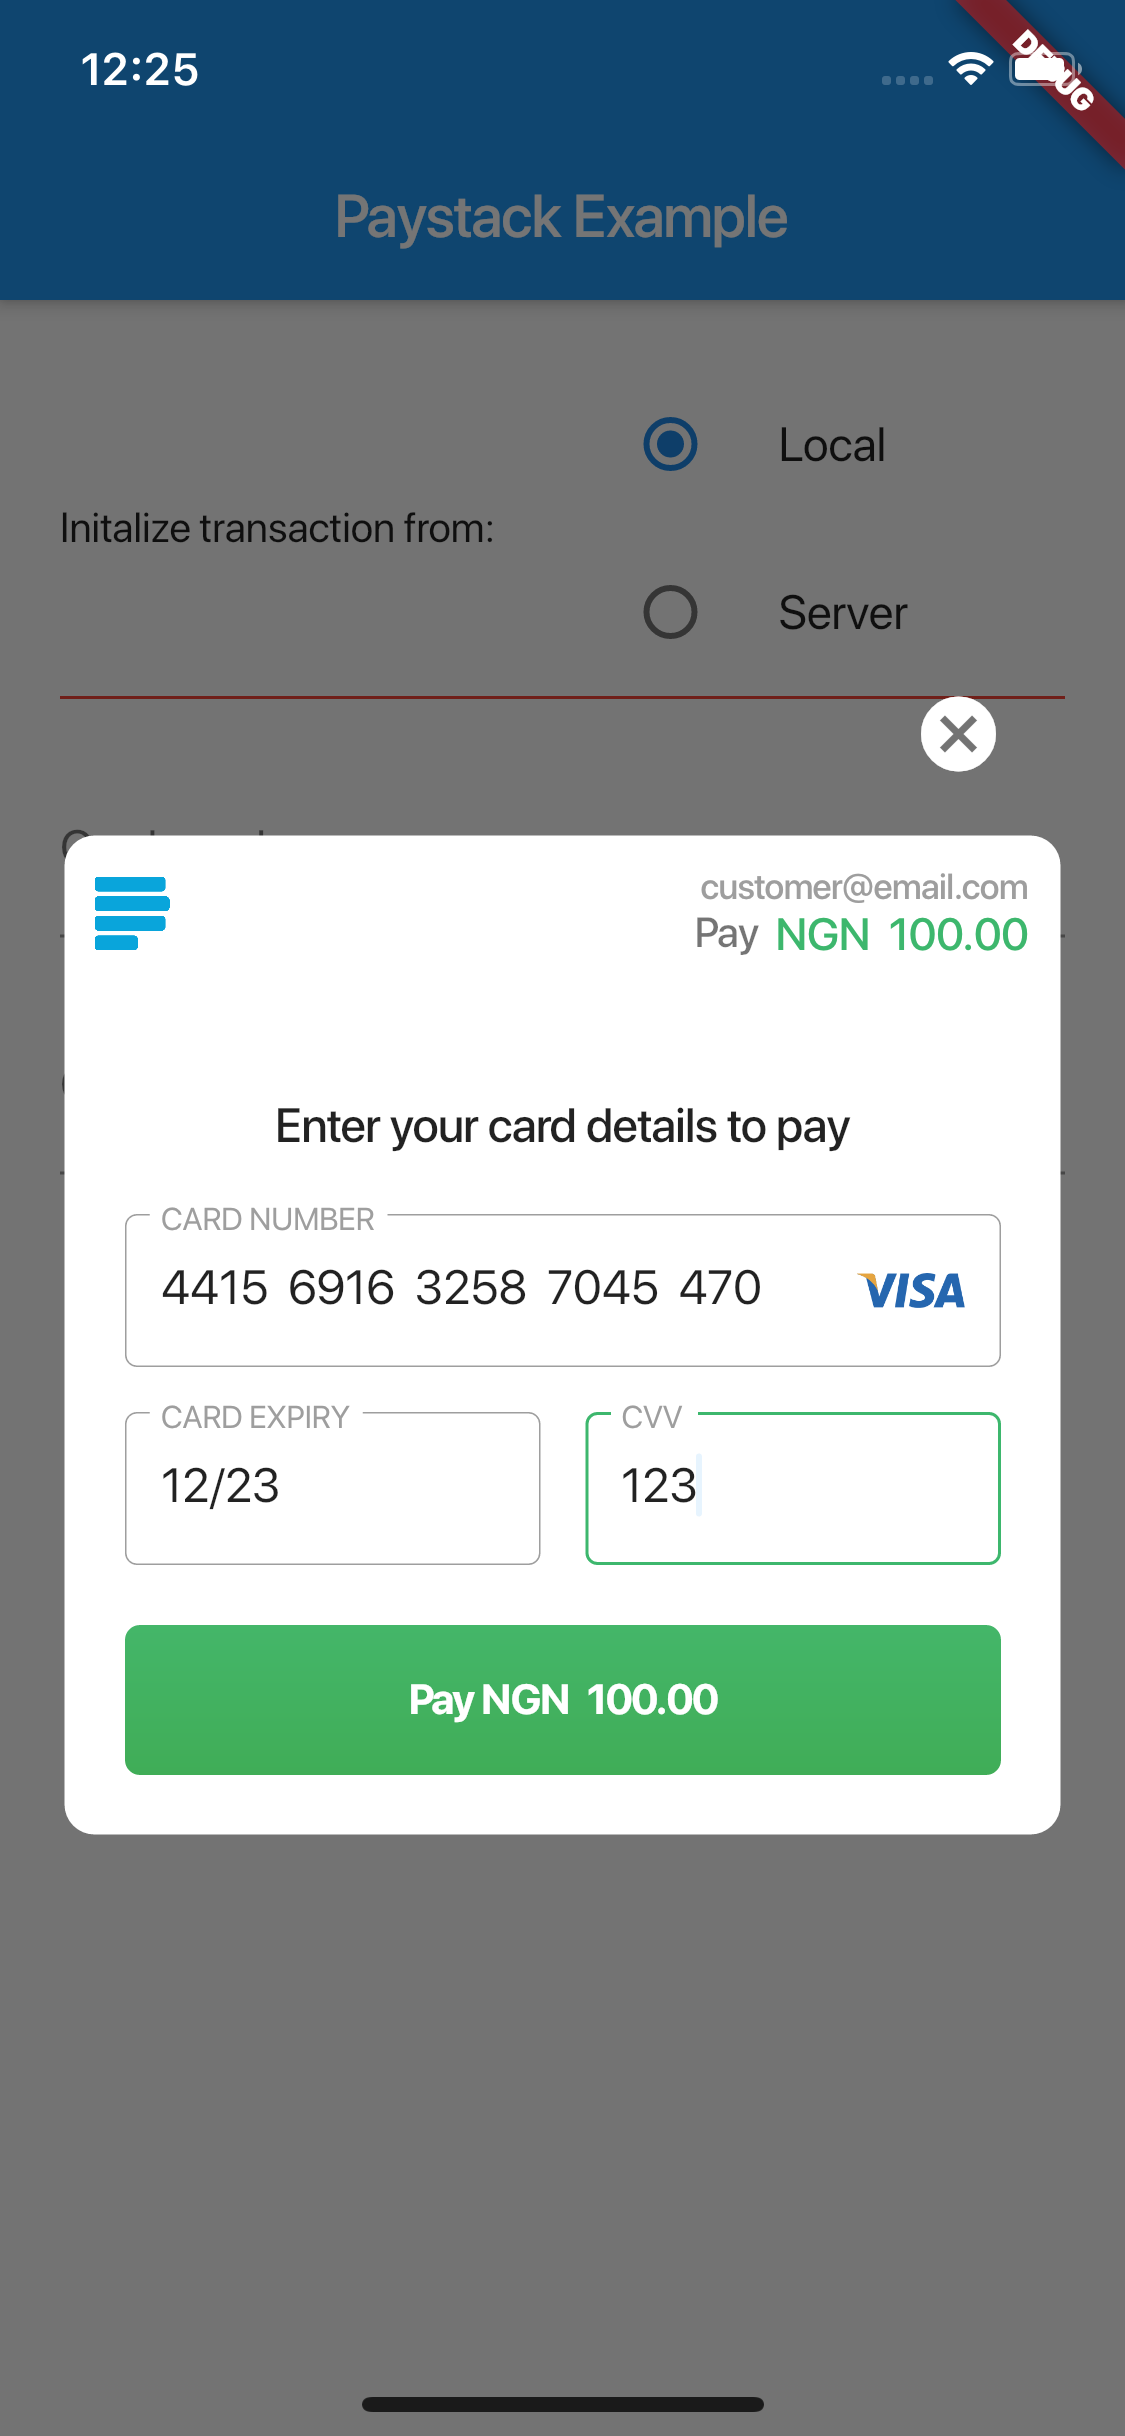 12:25
DEBUG
Paystack Example
Local
Initalize transaction from:
Server
customer@email.com
Pay NGN 100.00
Enter your card details to pay
CARD NUMBER
4415 6916 3258 7045 470
VISA
CARD EXPIRY
CVV
12/23
123
Pay NGN 100.00